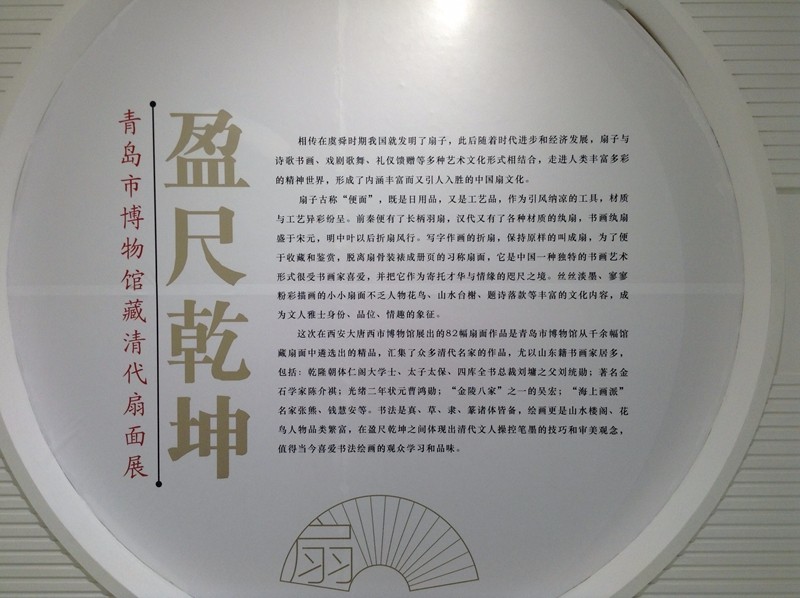 盈尺乾坤
青岛市博物馆藏清代扇面展
相传在虞舜时期我国就发明了扇子，此后随着时代进步和经济发展，扇子与
诗歌书画、戏剧歌舞、礼仪馈赠等多种艺术文化形式相结合，走进人类丰富多彩
的精神世界，形成了内涵丰富而又引人入胜的中国扇文化。
扇子古称“便面”，既是日用品，又是工艺品，作为引风纳凉的工具，材质
与工艺异彩纷呈。前秦便有了长柄羽扇，汉代又有了各种材质的纨扇，书画纨扇
盛于宋元，明中叶以后折扇风行。写字作画的折扇，保持原样的叫成扇，为了便
于收藏和鉴赏，脱离扇骨装裱成册页的习称扇面，它是中国一种独特的书画艺术
形式很受书画家喜爱，并把它作为寄托才华与情缘的咫尺之境。丝丝淡墨、寥寥
粉彩描画的小小扇面不乏人物花鸟、山水台榭、题诗落款等丰富的文化内容，成
为文人雅士身份、品位、情趣的象征。
这次在西安大唐西市博物馆展出的82幅扇面作品是青岛市博物馆从千余幅馆
藏扇面中遴选出的精品，汇集了众多清代名家的作品，尤以山东籍书画家居多，
包括：乾隆朝体仁阁大学士、太子太保、四库全书总裁刘墉之父刘统勋；著名金
石学家陈介祺；光绪二年状元曹鸿勋；“金陵八家”之一的吴宏；“海上画派”
名家张熊、钱慧安等。书法是真、草、隶、篆诸体皆备，绘画更是山水楼阁、花
鸟人物品类繁富，在盈尺乾坤之间体现出清代文人操控笔墨的技巧和审美观念，
值得当今喜爱书法绘画的观众学习和品味。
扇